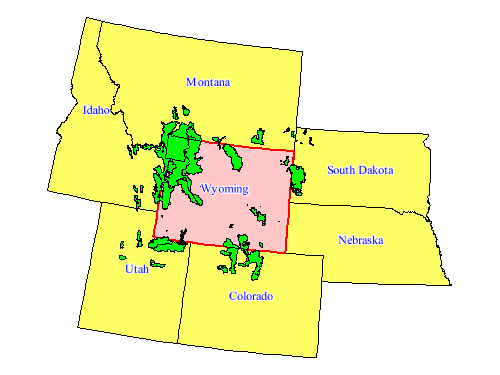 Montana
Idaho
South Dakota
Wyoming
Nebraska
Utah
Colorado